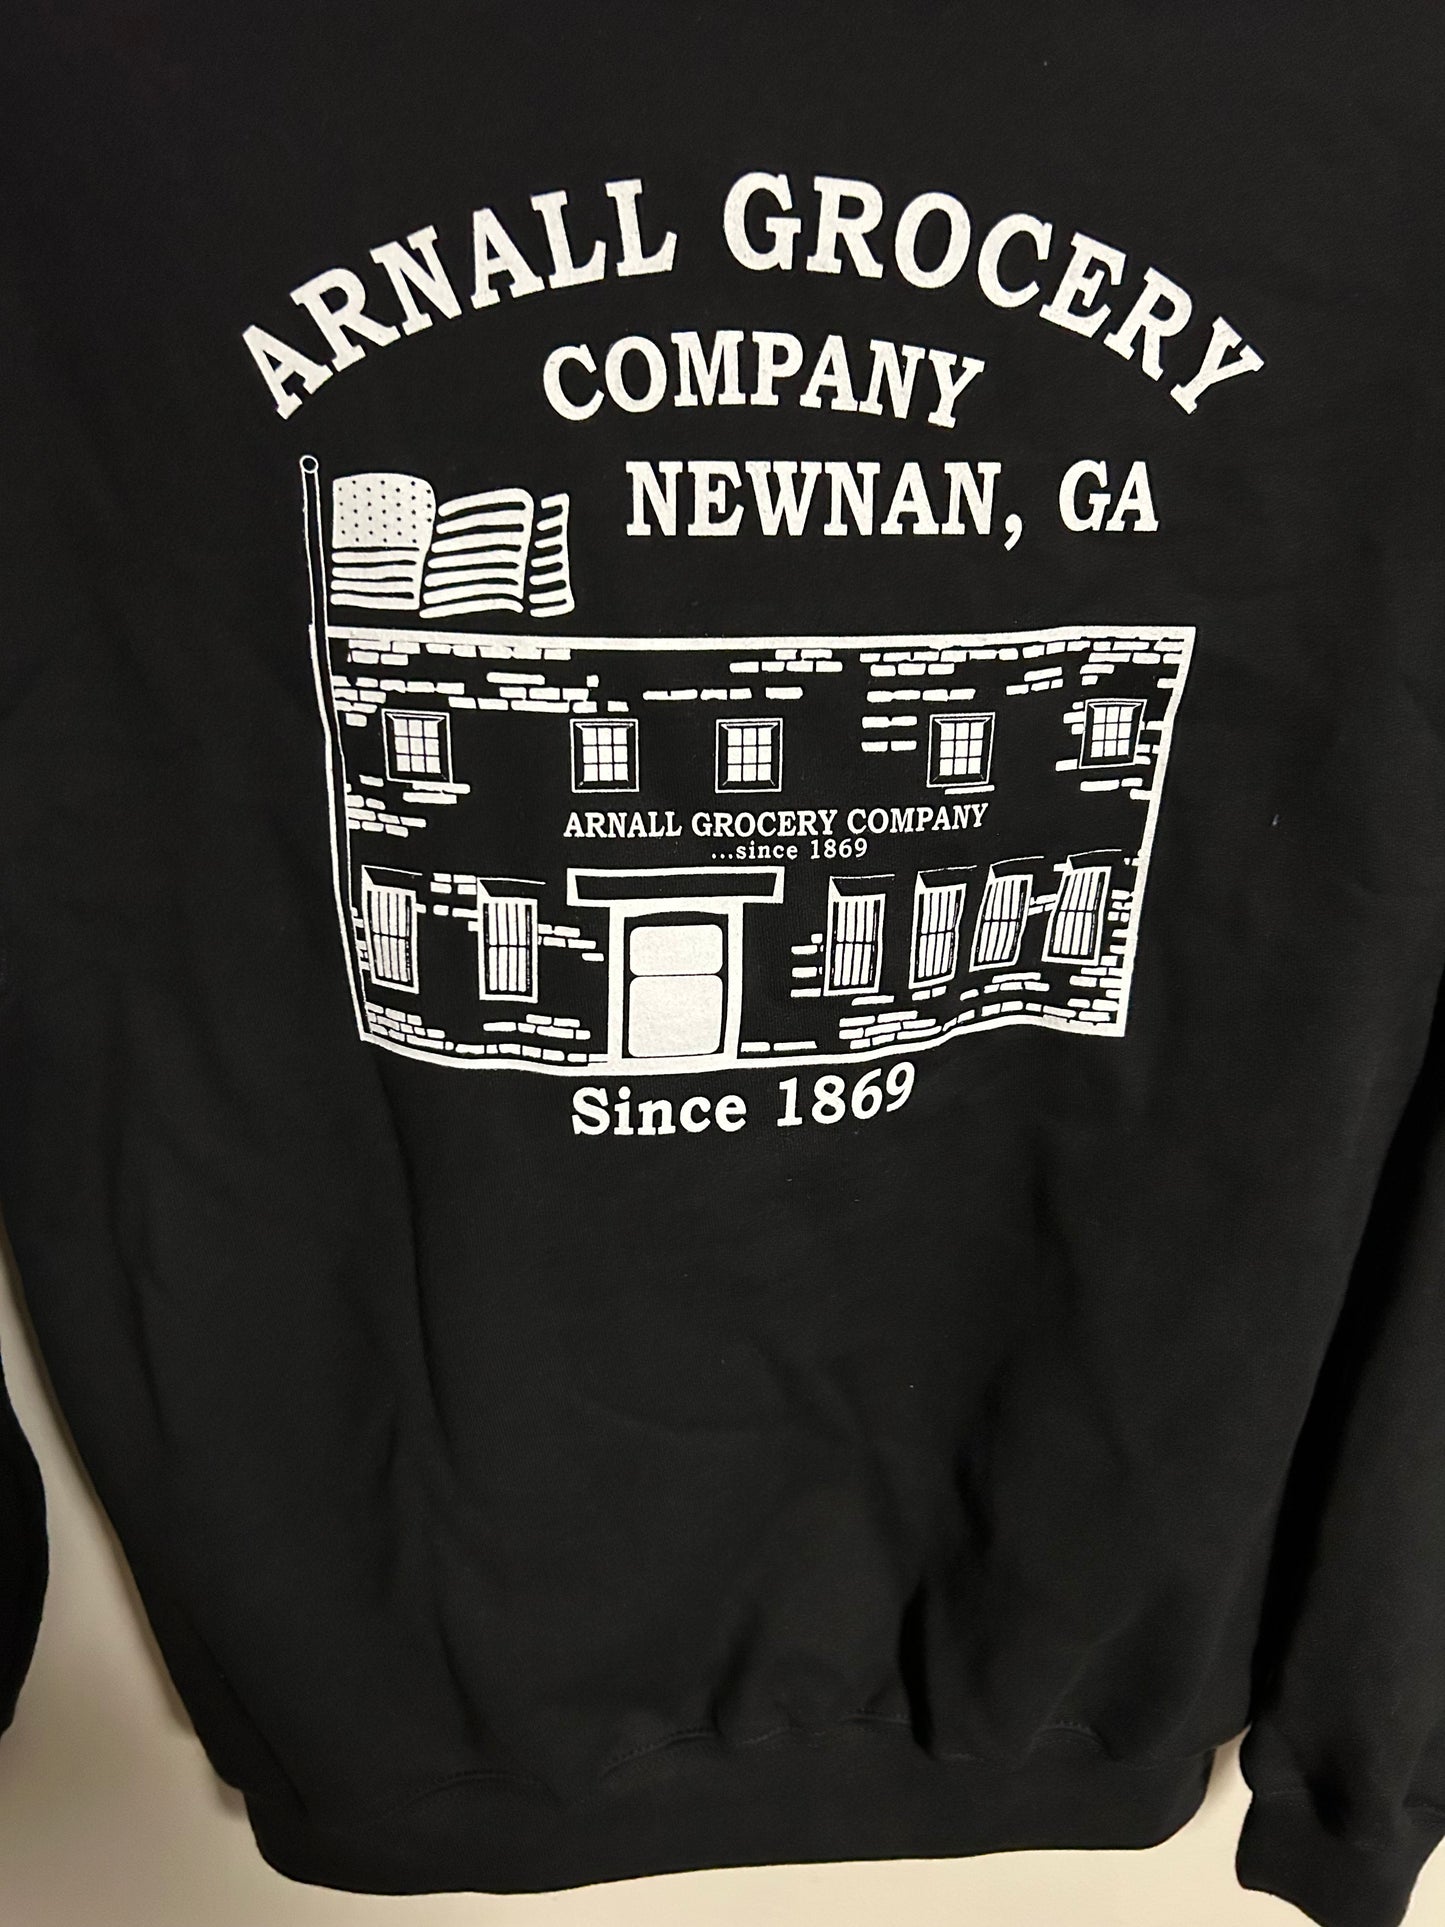 ARNALL GROCERY
COMPANY
NEWNAN, GA
ARNALL GROCERY COMPANY
...since 1869
Since 1869